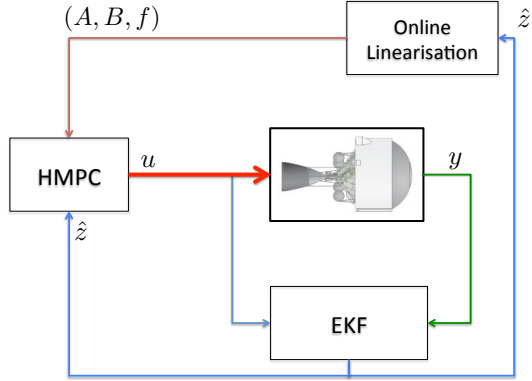 (A, B, f)
Online
Linearisation
ẑ
HMPC
u
y
ẑ
EKF